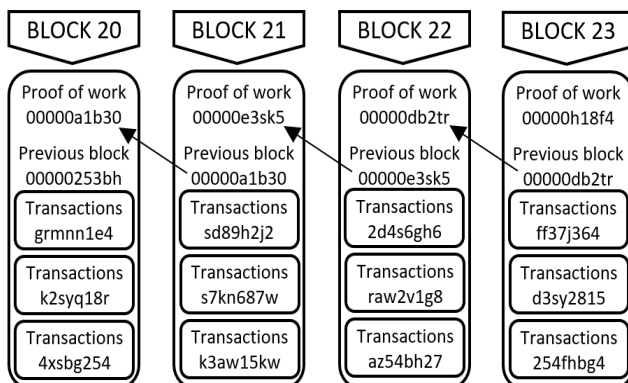 BLOCK 20
Proof of work
00000a1b30
Previous block
00000253bh
Transactions
grmnn1e4
Transactions
k2syq18r
Transactions
4xsbg254
BLOCK 21
Proof of work
00000e3sk5
Previous block
00000a1b30
Transactions
sd89h2j2
Transactions
s7kn687w
Transactions
k3aw15kw
BLOCK 22
Proof of work
00000db2tr
Previous block
00000e3sk5
Transactions
2d4s6gh6
Transactions
raw2v1g8
Transactions
az54bh27
BLOCK 23
Proof of work
00000h18f4
Previous block
00000db2tr
Transactions
ff37j364
Transactions
d3sy2815
Transactions
254fhbg4